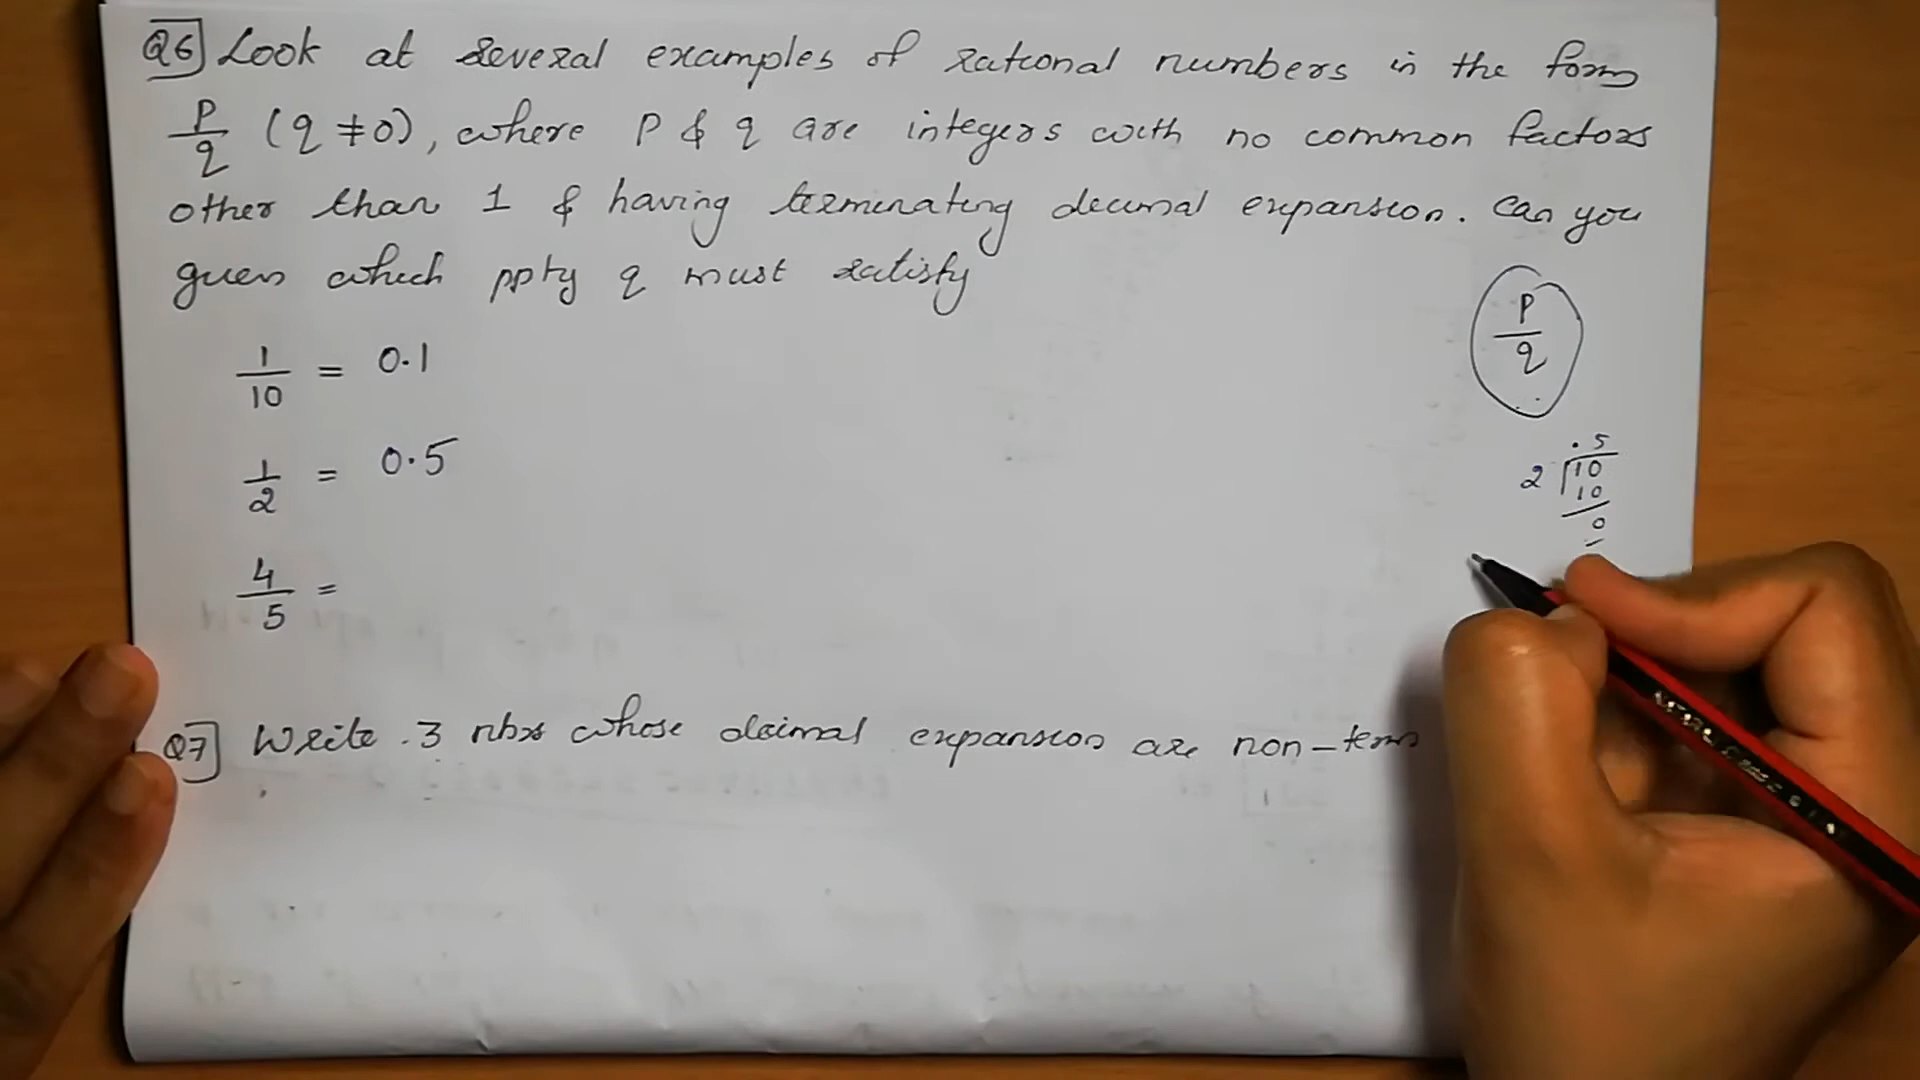 Q6 Look at several examples of rational numbers in the form
p/q (q ≠ 0), where p & q are integers with no common factors
other than 1 & having terminating decimal expansion. Can you
guess which ppty q must satisfy
1/10 = 0.1
1/2 = 0.5
4/5 =
p/q
.5
2 10
10
0
Q7 Write 3 nbrs whose decimal expansion are non-term